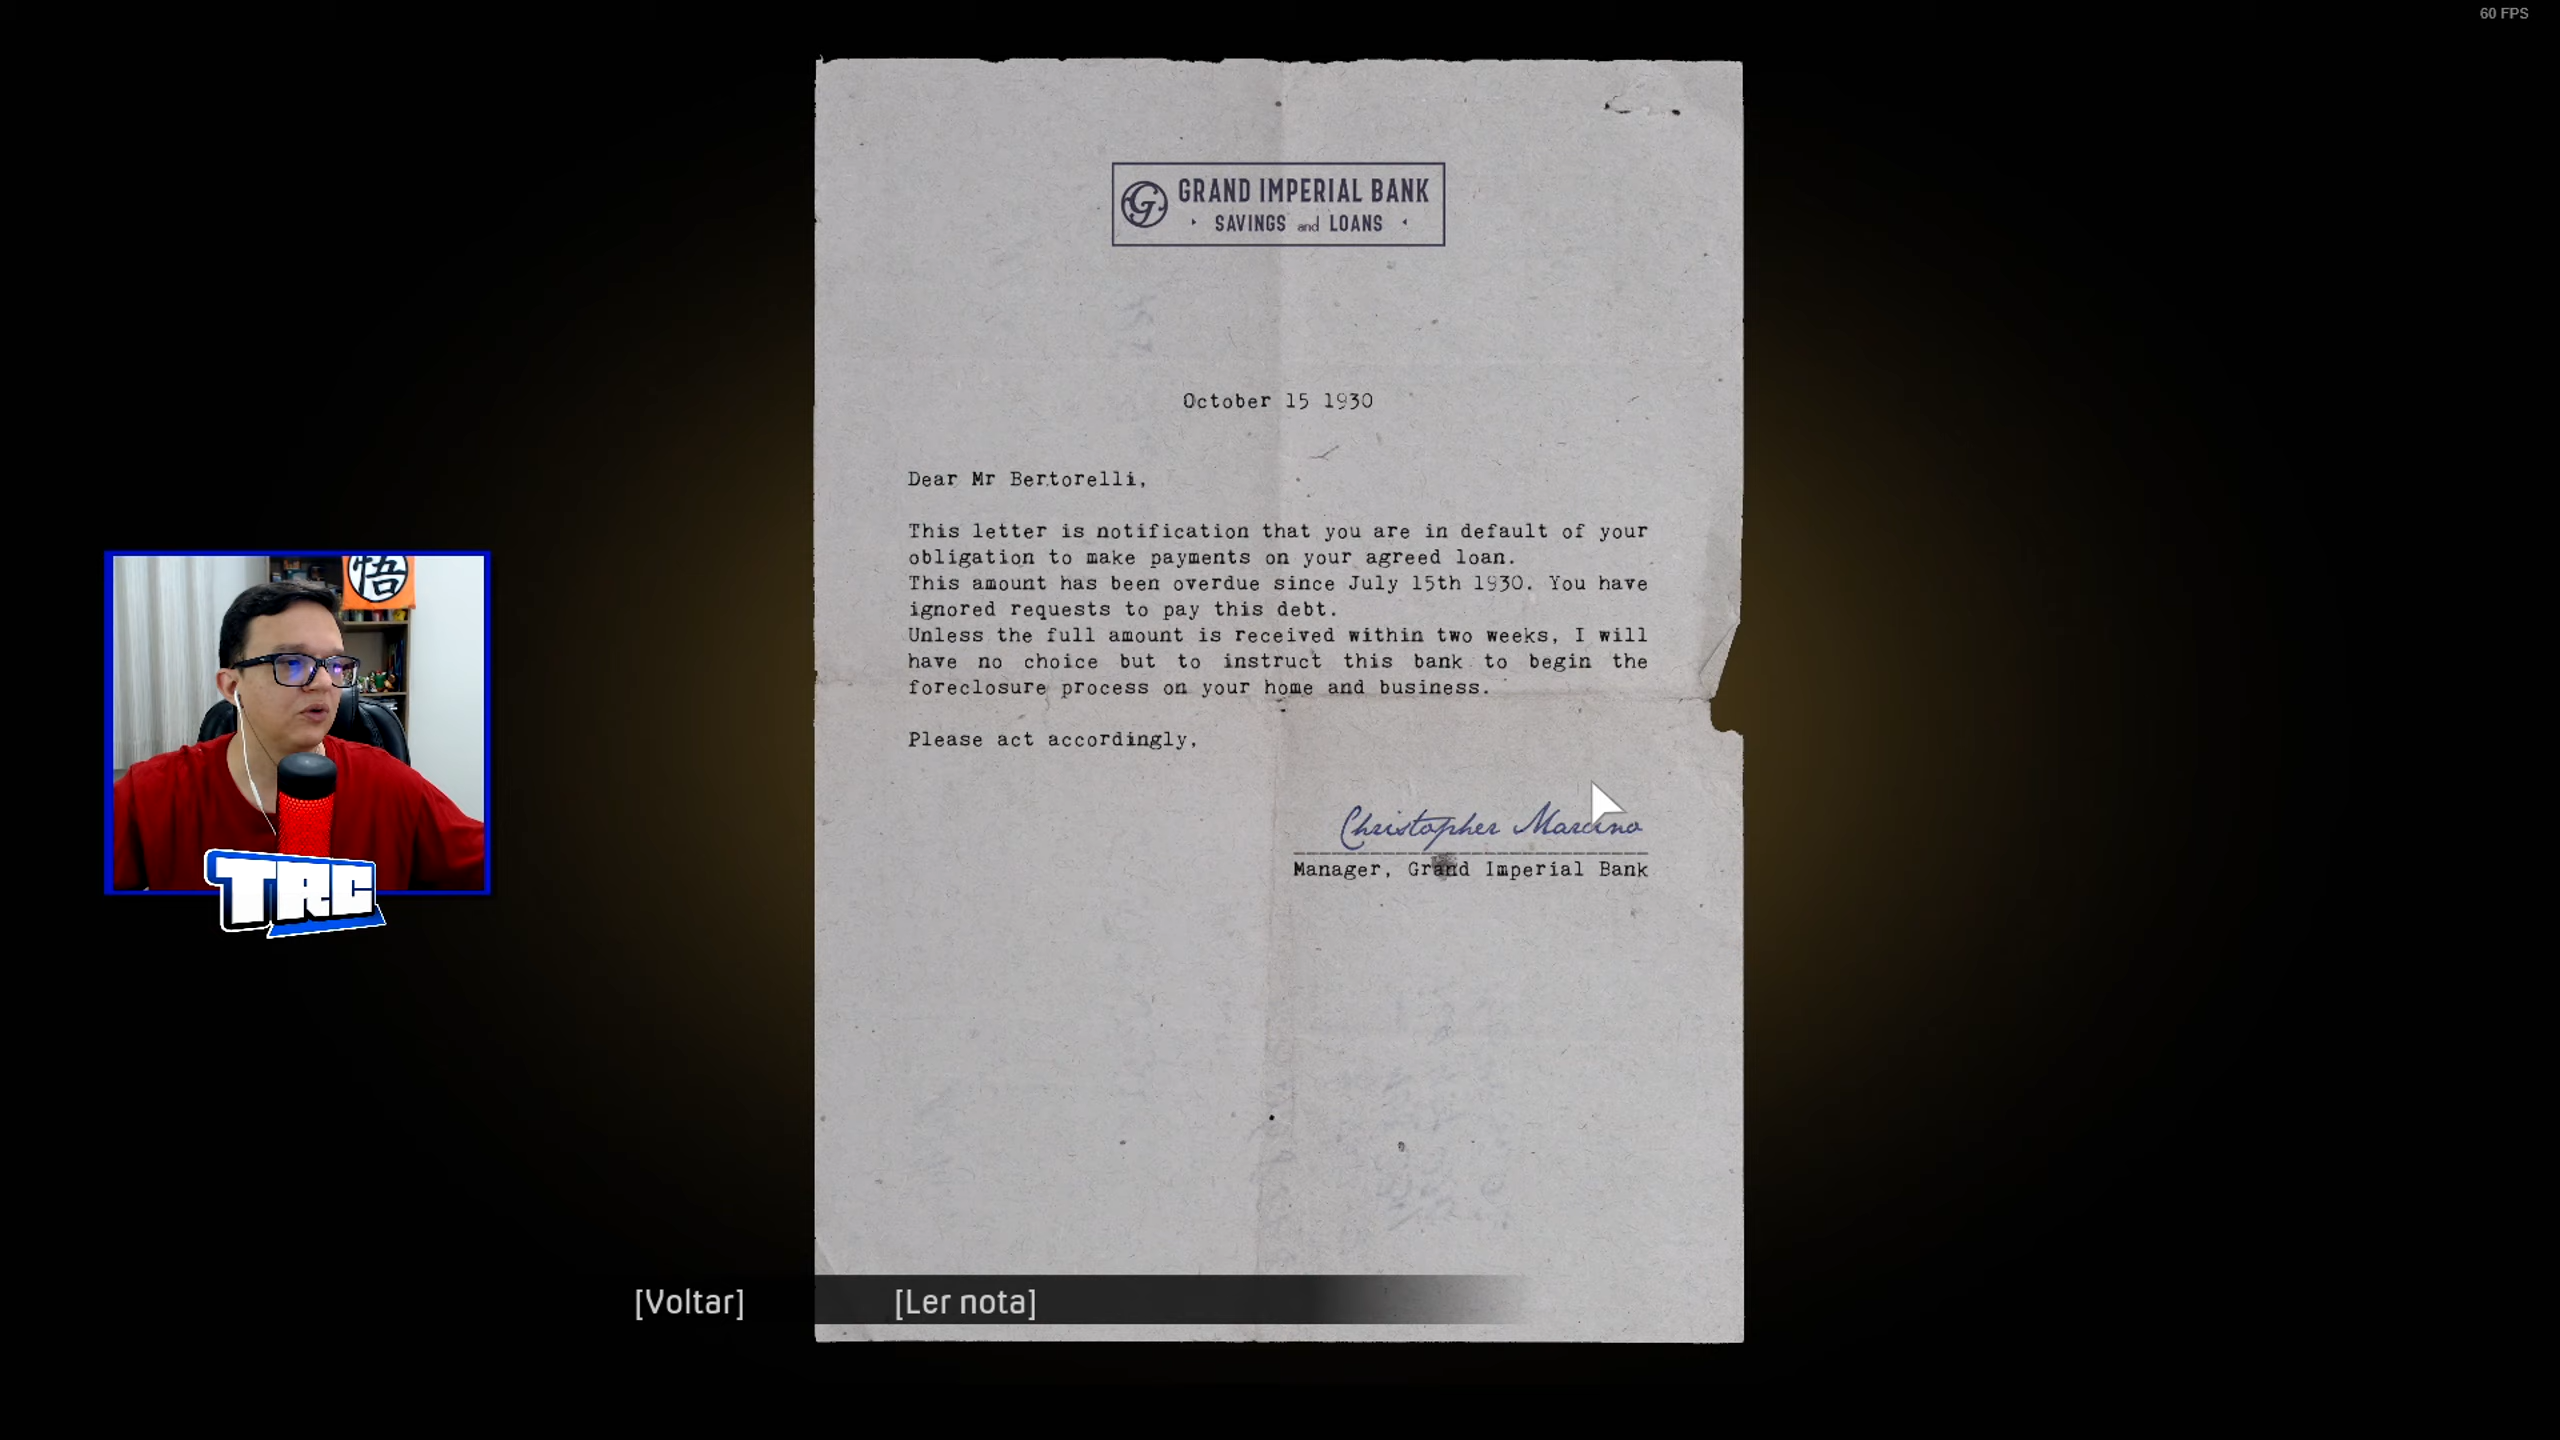 60 FPS
GRAND IMPERIAL BANK
SAVINGS and LOANS
October 15 1930
Dear Mr Bertorelli,
This letter is notification that you are in default of your
obligation to make payments on your agreed loan.
This amount has been overdue since July 15th 1930. You have
ignored requests to pay this debt.
Unless the full amount is received within two weeks, I will
have no choice but to instruct this bank to begin the
foreclosure process on your home and business.
Please act accordingly,
Christopher
Manager, Grand Imperial Bank
悟
TRC
[Voltar] [Ler nota]